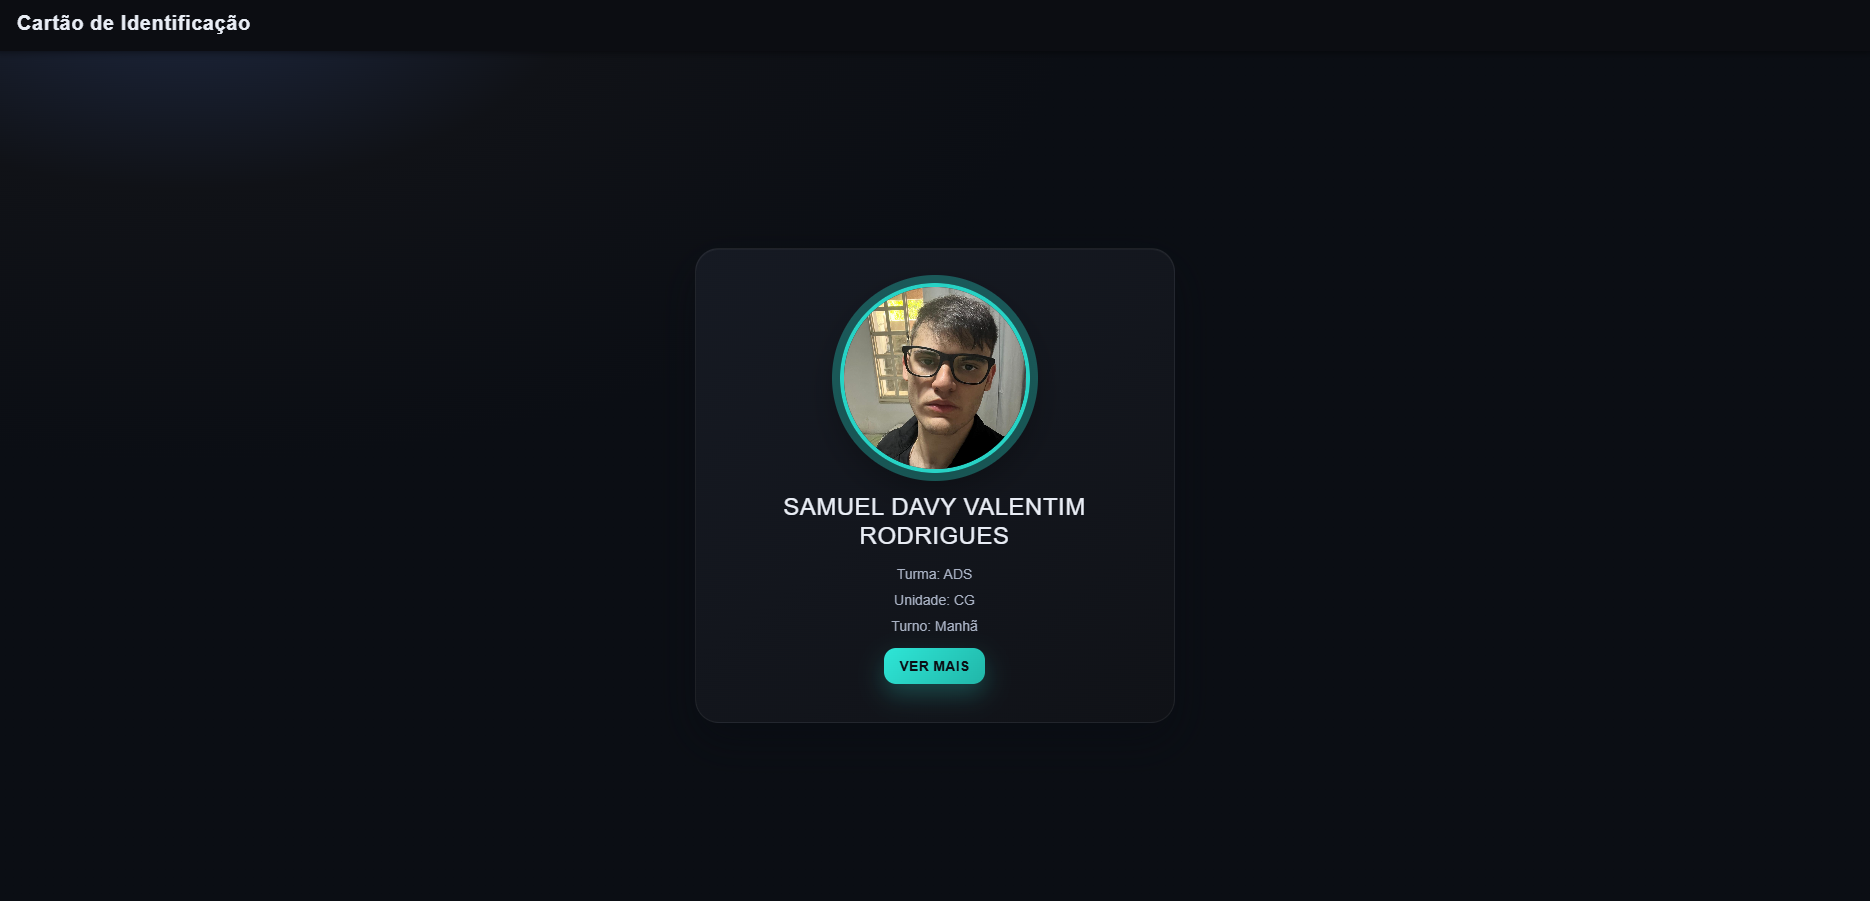 Cartão de Identificação
SAMUEL DAVY VALENTIM
RODRIGUES
Turma: ADS
Unidade: CG
Turno: Manhã
VER MAIS